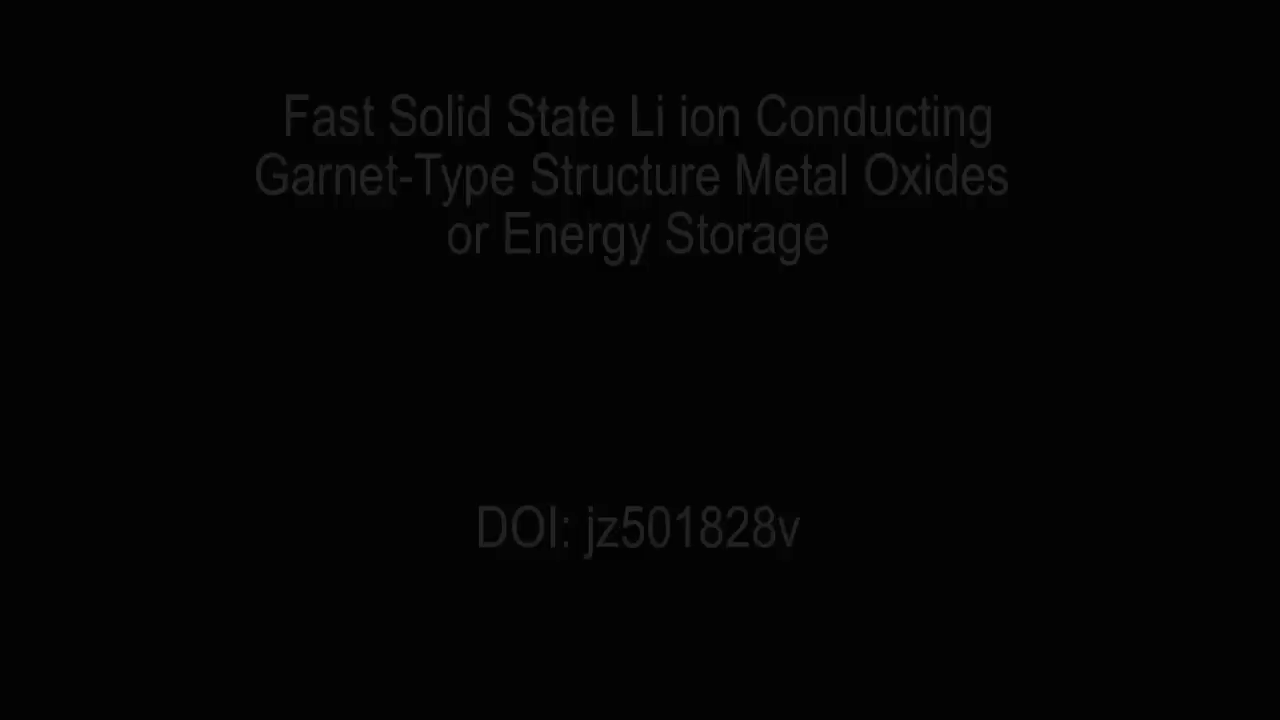 Fast Solid State Li ion Conducting
Garnet-Type Structure Metal Oxides
or Energy Storage
DOI: jz501828v